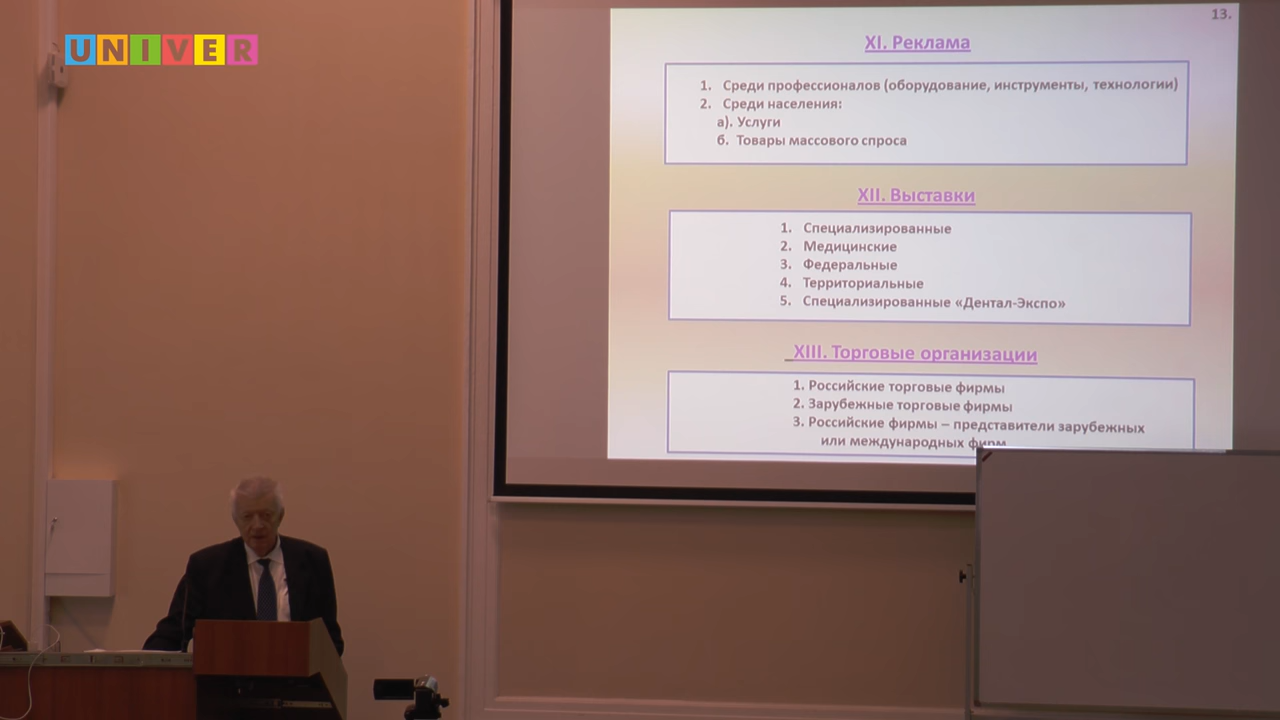 UNIVER
13.
XI. Реклама
1. Среди профессионалов (оборудование, инструменты, технологии)
2. Среди населения:
а). Услуги
б. Товары массового спроса
XII. Выставки
1. Специализированные
2. Медицинские
3. Федеральные
4. Территориальные
5. Специализированные «Дентал-Экспо»
_XIII. Торговые организации
1. Российские торговые фирмы
2. Зарубежные торговые фирмы
3. Российские фирмы – представители зарубежных
или международных фирм